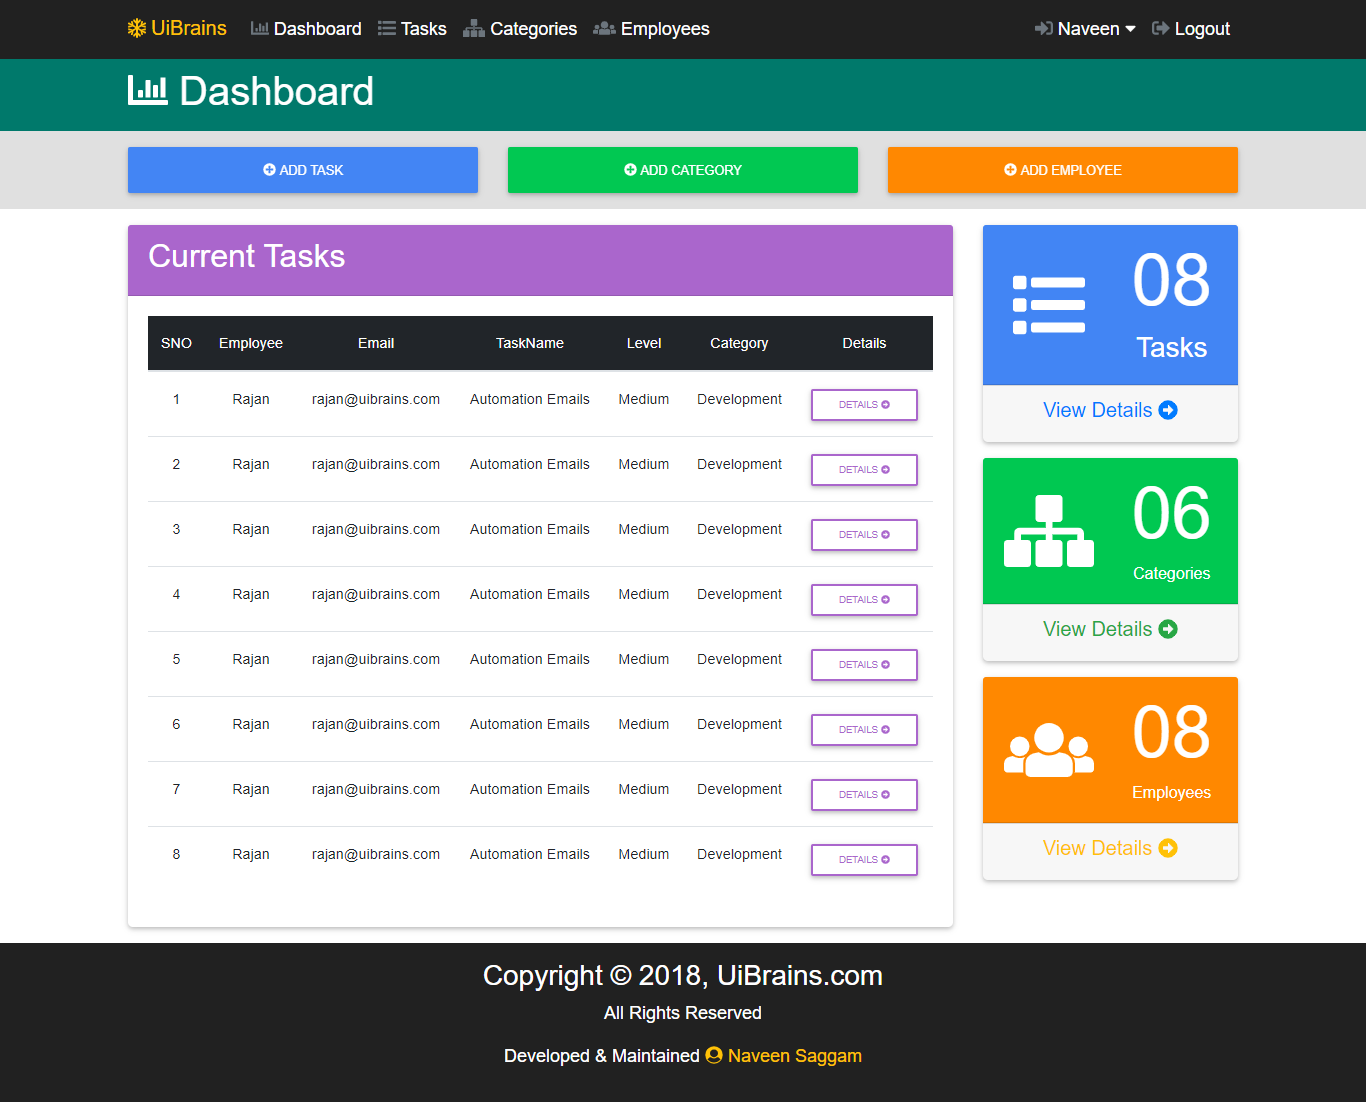 UiBrains Dashboard Tasks Categories Employees Naveen Logout
Dashboard
ADD TASK ADD CATEGORY ADD EMPLOYEE
Current Tasks
SNO Employee Email TaskName Level Category Details
1 Rajan rajan@uibrains.com Automation Emails Medium Development DETAILS
2 Rajan rajan@uibrains.com Automation Emails Medium Development DETAILS
3 Rajan rajan@uibrains.com Automation Emails Medium Development DETAILS
4 Rajan rajan@uibrains.com Automation Emails Medium Development DETAILS
5 Rajan rajan@uibrains.com Automation Emails Medium Development DETAILS
6 Rajan rajan@uibrains.com Automation Emails Medium Development DETAILS
7 Rajan rajan@uibrains.com Automation Emails Medium Development DETAILS
8 Rajan rajan@uibrains.com Automation Emails Medium Development DETAILS
08
Tasks
View Details
06
Categories
View Details
08
Employees
View Details
Copyright © 2018, UiBrains.com
All Rights Reserved
Developed & Maintained Naveen Saggam